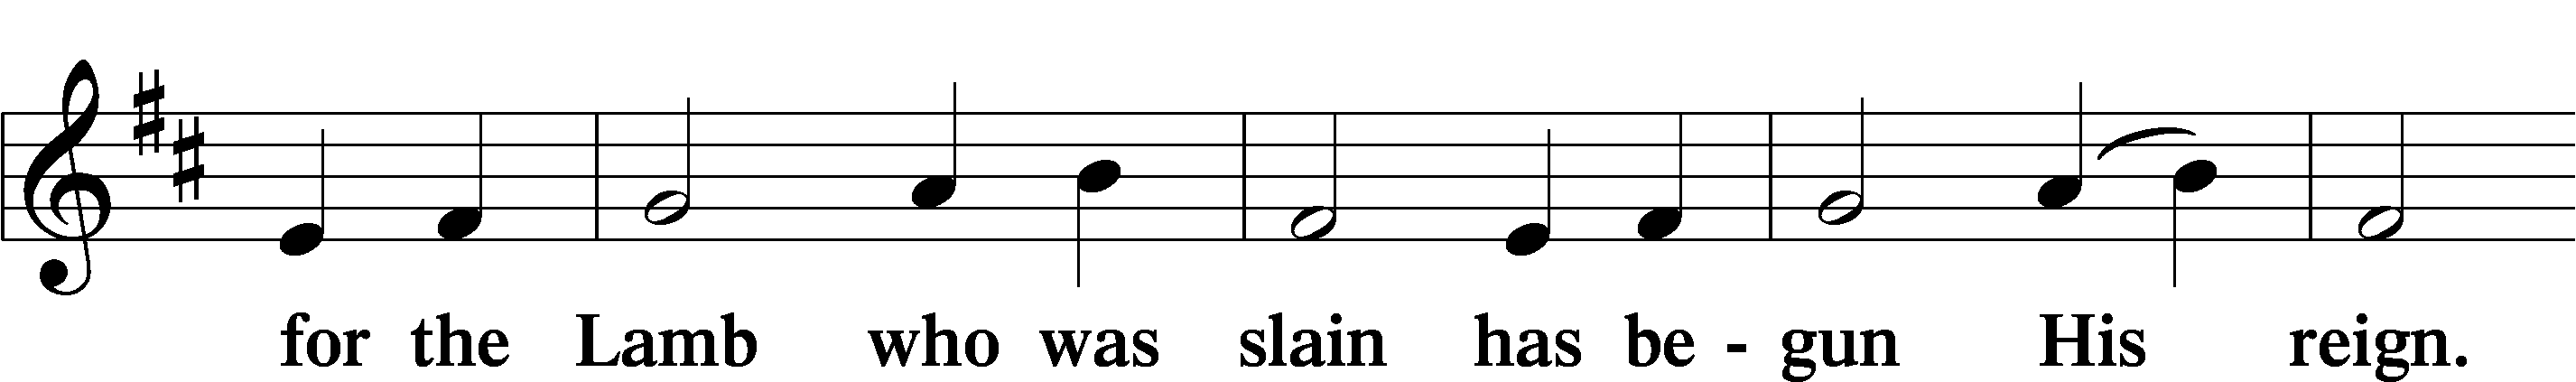 for the Lamb who was slain has be - gun His reign.